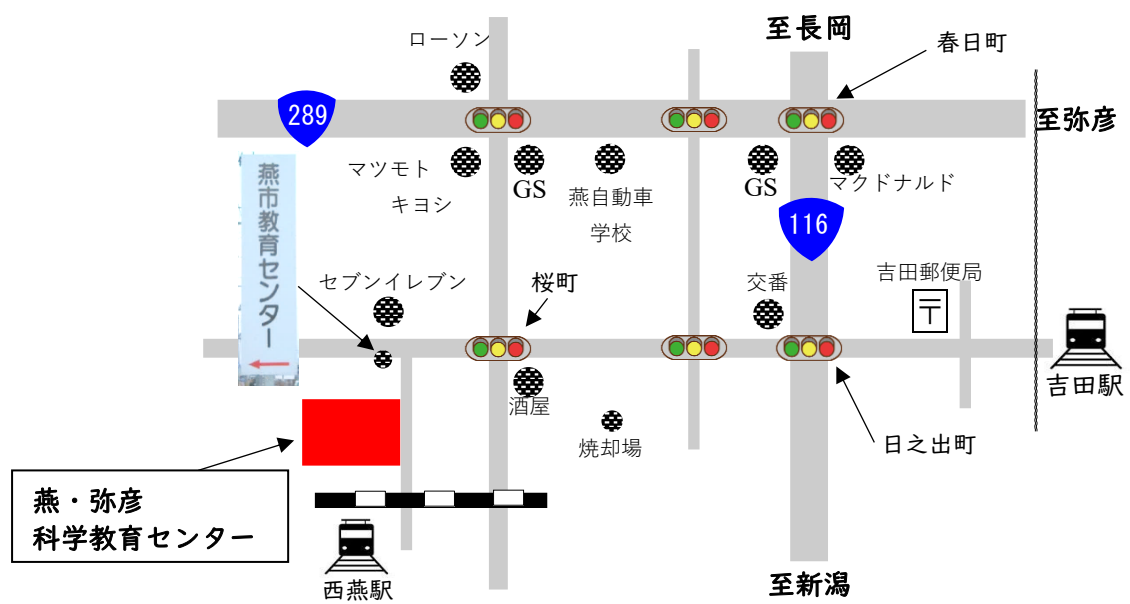 至長岡
春日町
ローソン
289
至弥彦
マツモト
キヨシ
GS
燕自動車
学校
GS
マクドナルド
116
燕市教育センター
セブンイレブン
桜町
交番
吉田郵便局
〒
吉田駅
酒屋
焼却場
日之出町
燕・弥彦
科学教育センター
西燕駅
至新潟